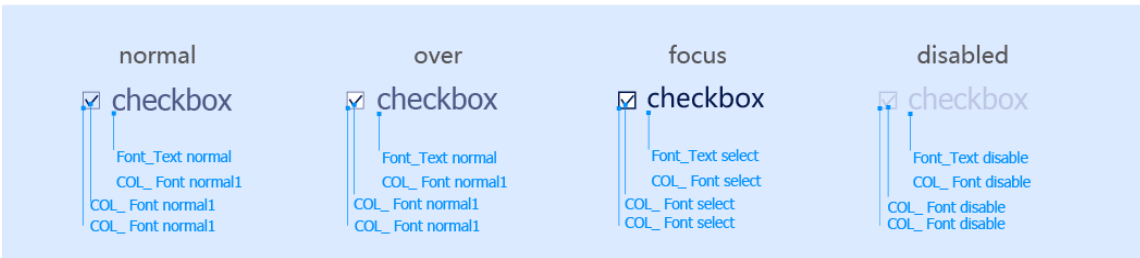 normal
over
focus
disabled
checkbox
checkbox
checkbox
checkbox
Font_Text normal
COL_ Font normal1
COL_ Font normal1
COL_ Font normal1
Font_Text normal
COL_ Font normal1
COL_ Font normal1
COL_ Font normal1
Font_Text select
COL_ Font select
COL_ Font select
COL_ Font select
Font_Text disable
COL_ Font disable
COL_ Font disable
COL_ Font disable